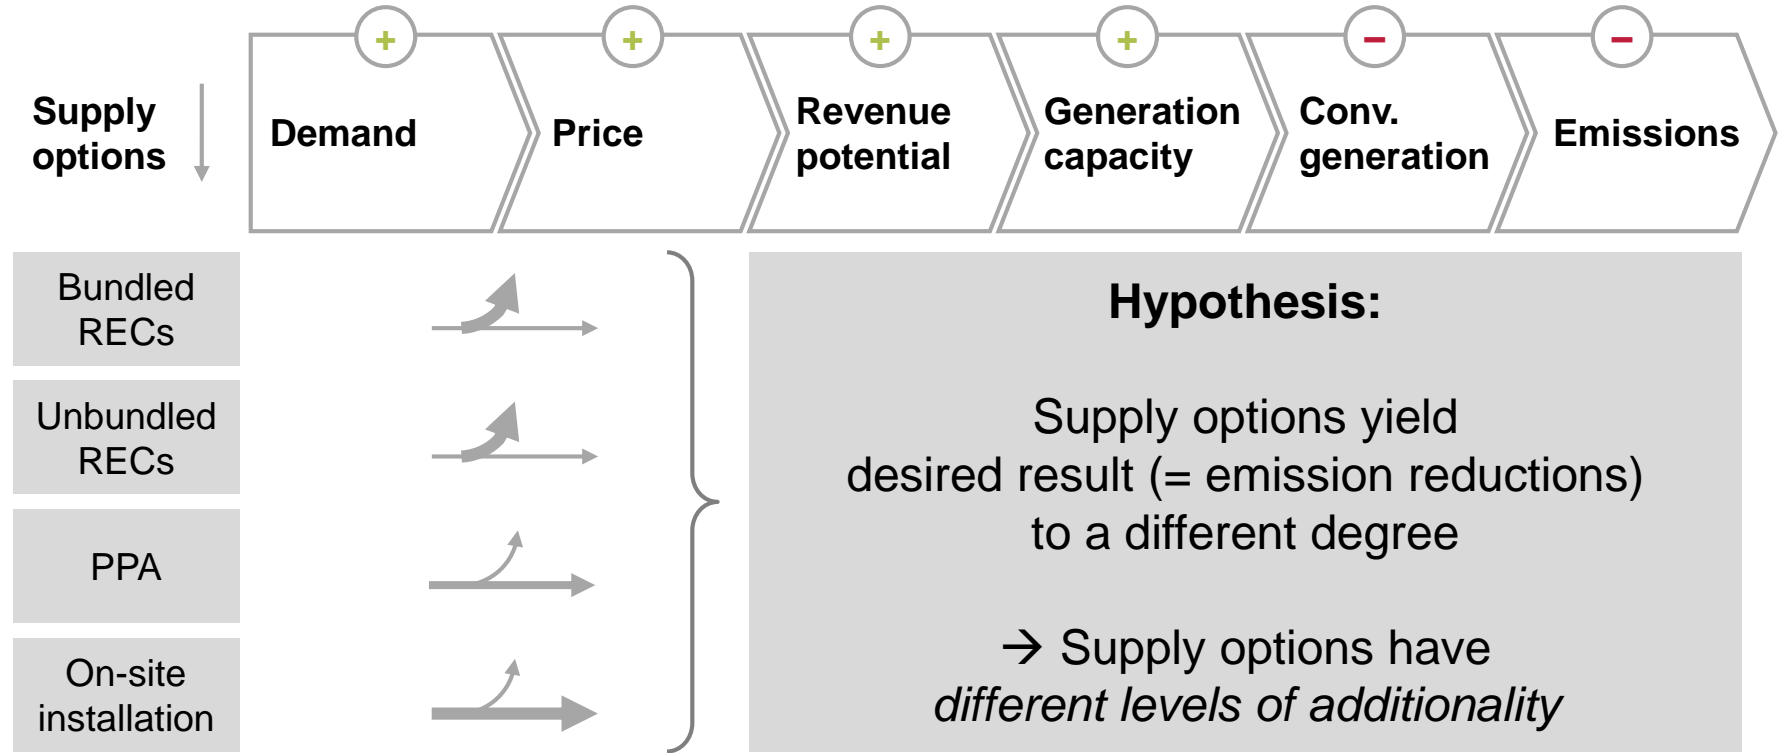 +
+
+
+
–
–
Supply
options
Demand
Price
Revenue
potential
Generation
capacity
Conv.
generation
Emissions
Bundled
RECs
Unbundled
RECs
PPA
On-site
installation
Hypothesis:
Supply options yield
desired result (= emission reductions)
to a different degree
→ Supply options have
different levels of additionality